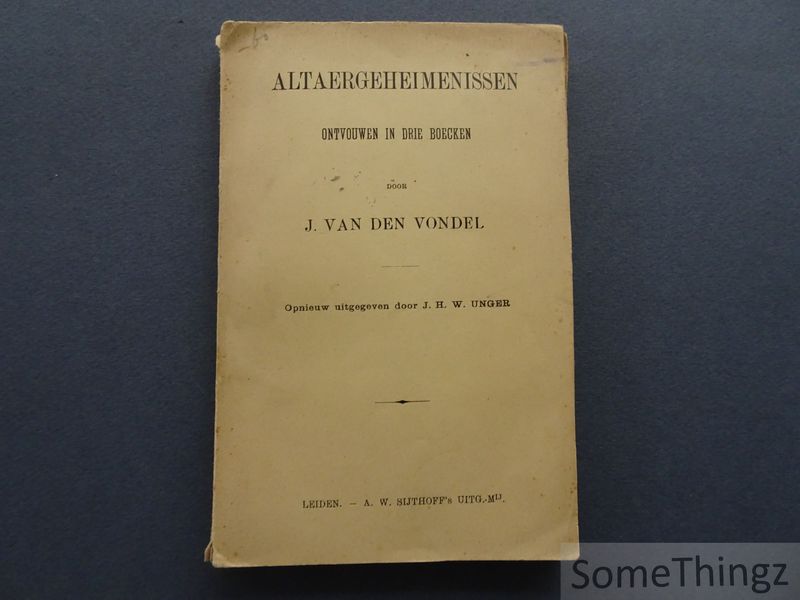 ALTAERGEHEIMENISSEN
ONTVOUWEN IN DRIE BOECKEN
DOOR
J. VAN DEN VONDEL
Opnieuw uitgegeven door J. H. W. UNGER
LEIDEN. – A. W. SIJTHOFF's UITG.-MIJ.
SomeThingz